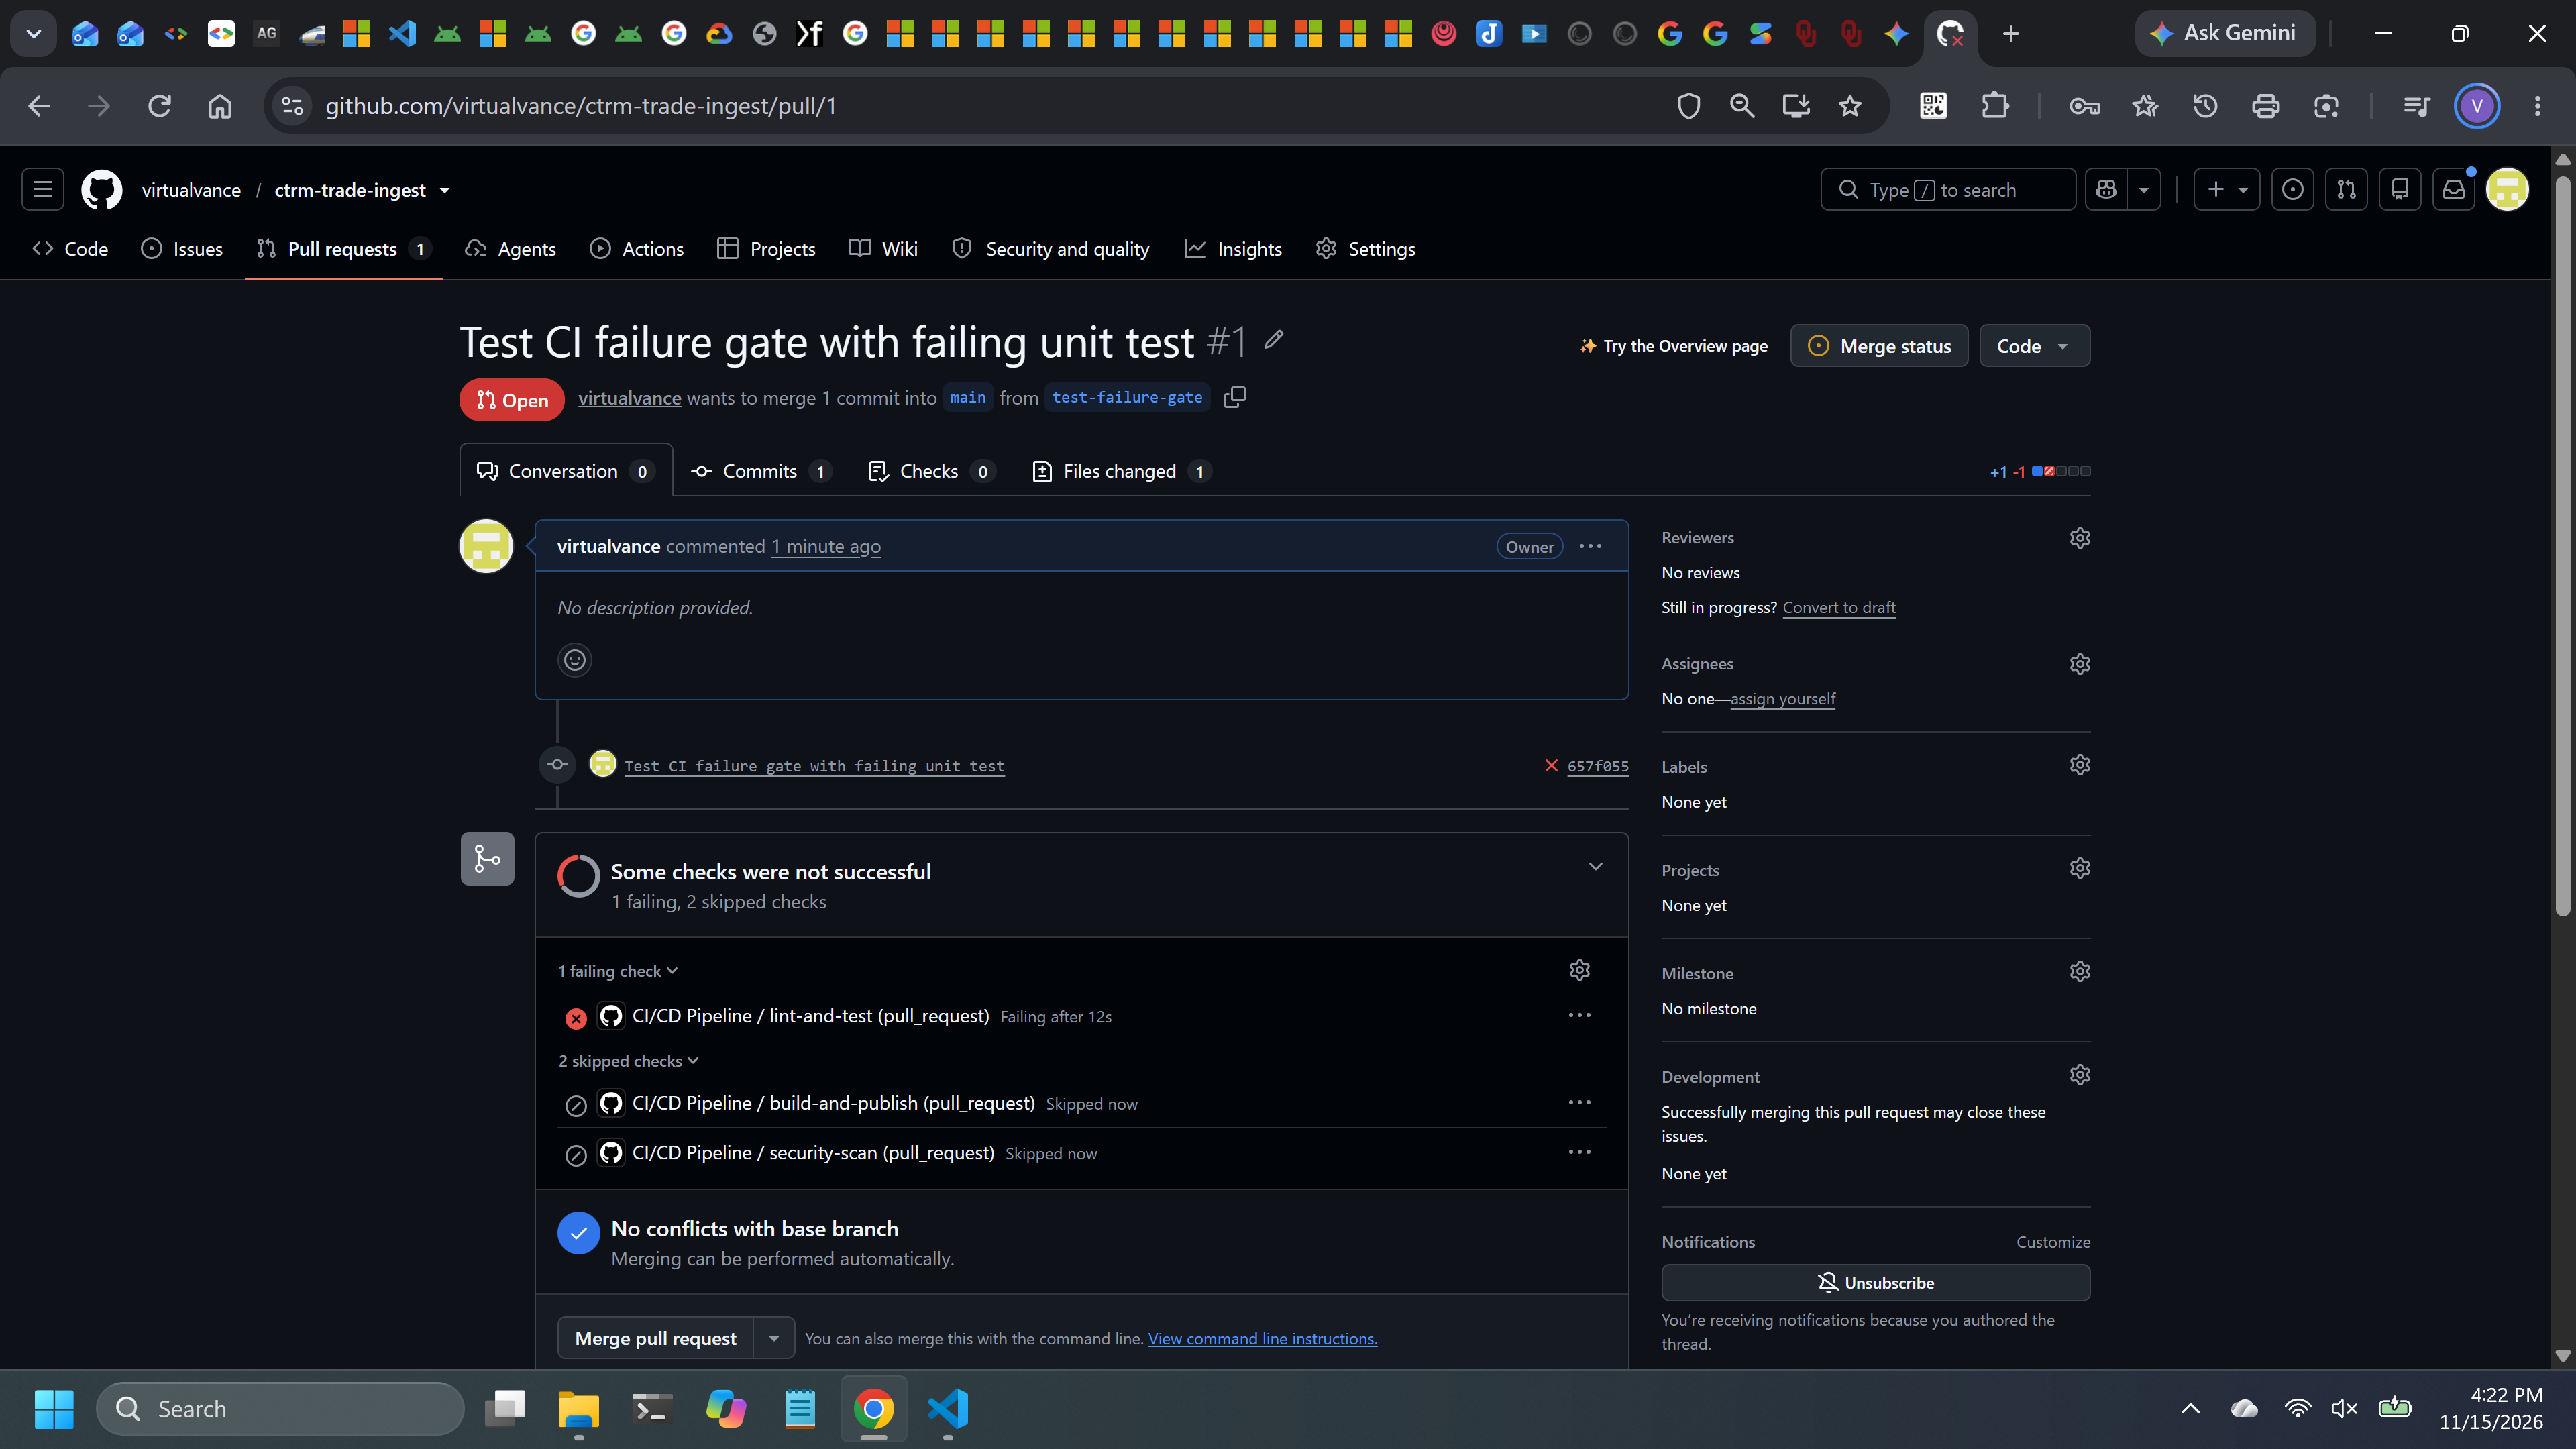 Ask Gemini
github.com/virtualvance/ctrm-trade-ingest/pull/1
V
virtualvance / ctrm-trade-ingest
Type / to search
Code
Issues
Pull requests 1
Agents
Actions
Projects
Wiki
Security and quality
Insights
Settings
Test CI failure gate with failing unit test #1
Try the Overview page
Merge status
Code
Open
virtualvance wants to merge 1 commit into main from test-failure-gate
Conversation 0
Commits 1
Checks 0
Files changed 1
+1 -1
virtualvance commented 1 minute ago
Owner
No description provided.
Test CI failure gate with failing unit test
657f055
Some checks were not successful
1 failing, 2 skipped checks
1 failing check
CI/CD Pipeline / lint-and-test (pull_request) Failing after 12s
2 skipped checks
CI/CD Pipeline / build-and-publish (pull_request) Skipped now
CI/CD Pipeline / security-scan (pull_request) Skipped now
No conflicts with base branch
Merging can be performed automatically.
Merge pull request
You can also merge this with the command line. View command line instructions.
Reviewers
No reviews
Still in progress? Convert to draft
Assignees
No one—assign yourself
Labels
None yet
Projects
None yet
Milestone
No milestone
Development
Successfully merging this pull request may close these
issues.
None yet
Notifications
Customize
Unsubscribe
You're receiving notifications because you authored the
thread.
Search
4:22 PM
11/15/2026